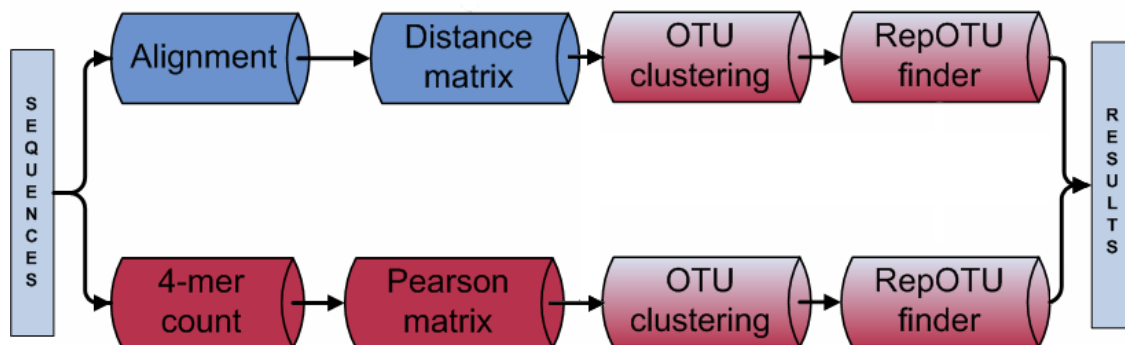 SEQUENCES
Alignment
Distance
matrix
OTU
clustering
RepOTU
finder
4-mer
count
Pearson
matrix
OTU
clustering
RepOTU
finder
RESULTS